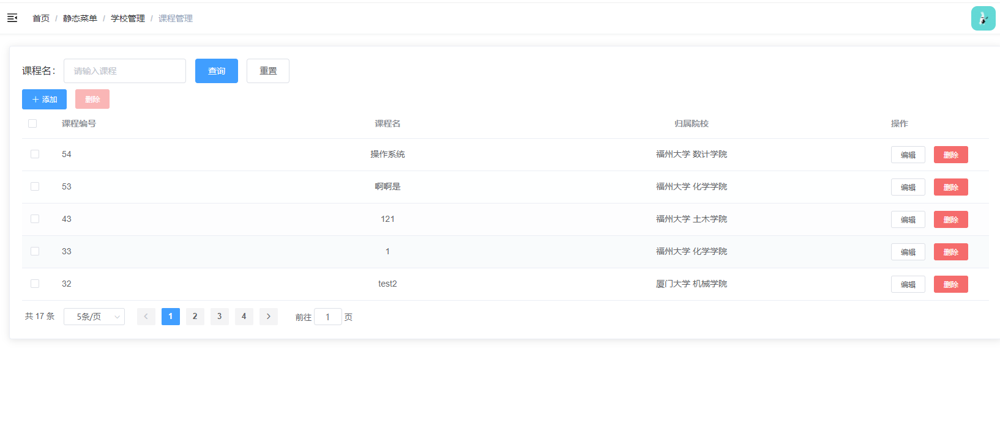 首页 / 静态菜单 / 学校管理 / 课程管理
课程名： 请输入课程 查询 重置
+ 添加 删除
课程编号 课程名 归属院校 操作
54 操作系统 福州大学 数计学院 编辑 删除
53 啊啊是 福州大学 化学学院 编辑 删除
43 121 福州大学 土木学院 编辑 删除
33 1 福州大学 化学学院 编辑 删除
32 test2 厦门大学 机械学院 编辑 删除
共 17 条 5条/页 < 1 2 3 4 > 前往 1 页